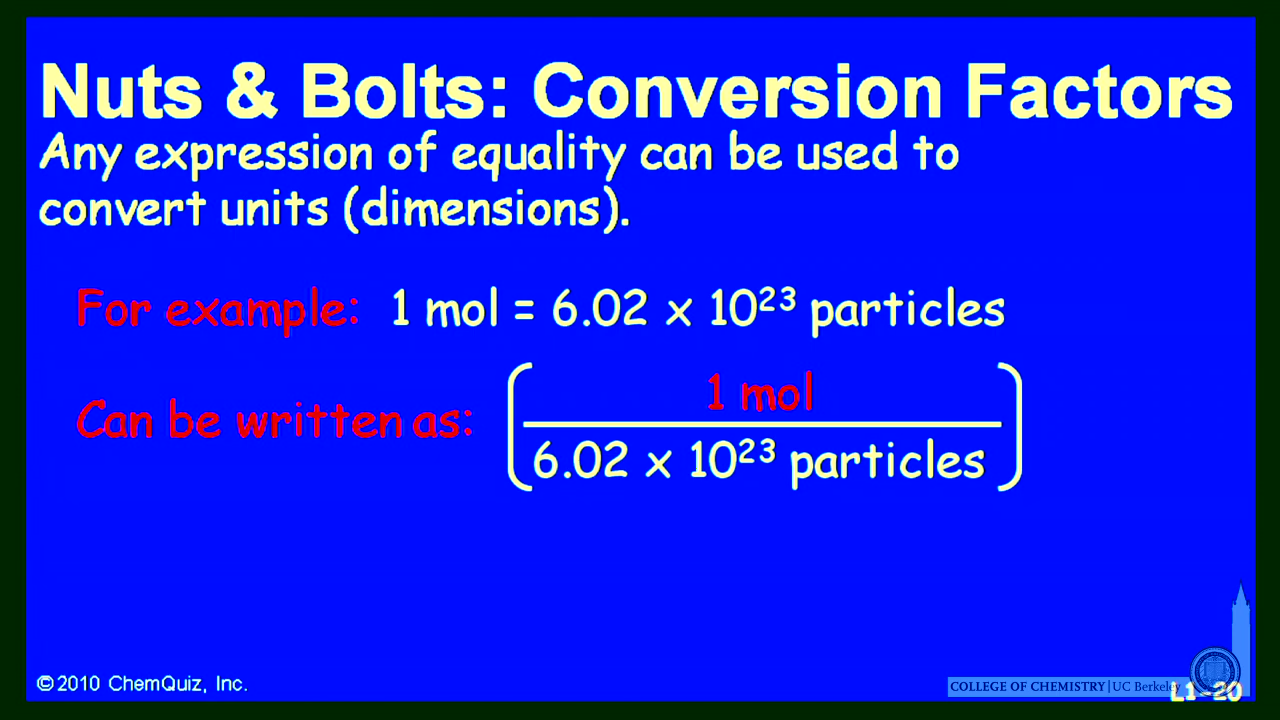 Nuts & Bolts: Conversion Factors
Any expression of equality can be used to
convert units (dimensions).
For example: 1 mol = 6.02 x 10²³ particles
Can be written as: (1 mol
6.02 x 10²³ particles)
©2010 ChemQuiz, Inc.
COLLEGE OF CHEMISTRY | UC Berkeley
L1-20